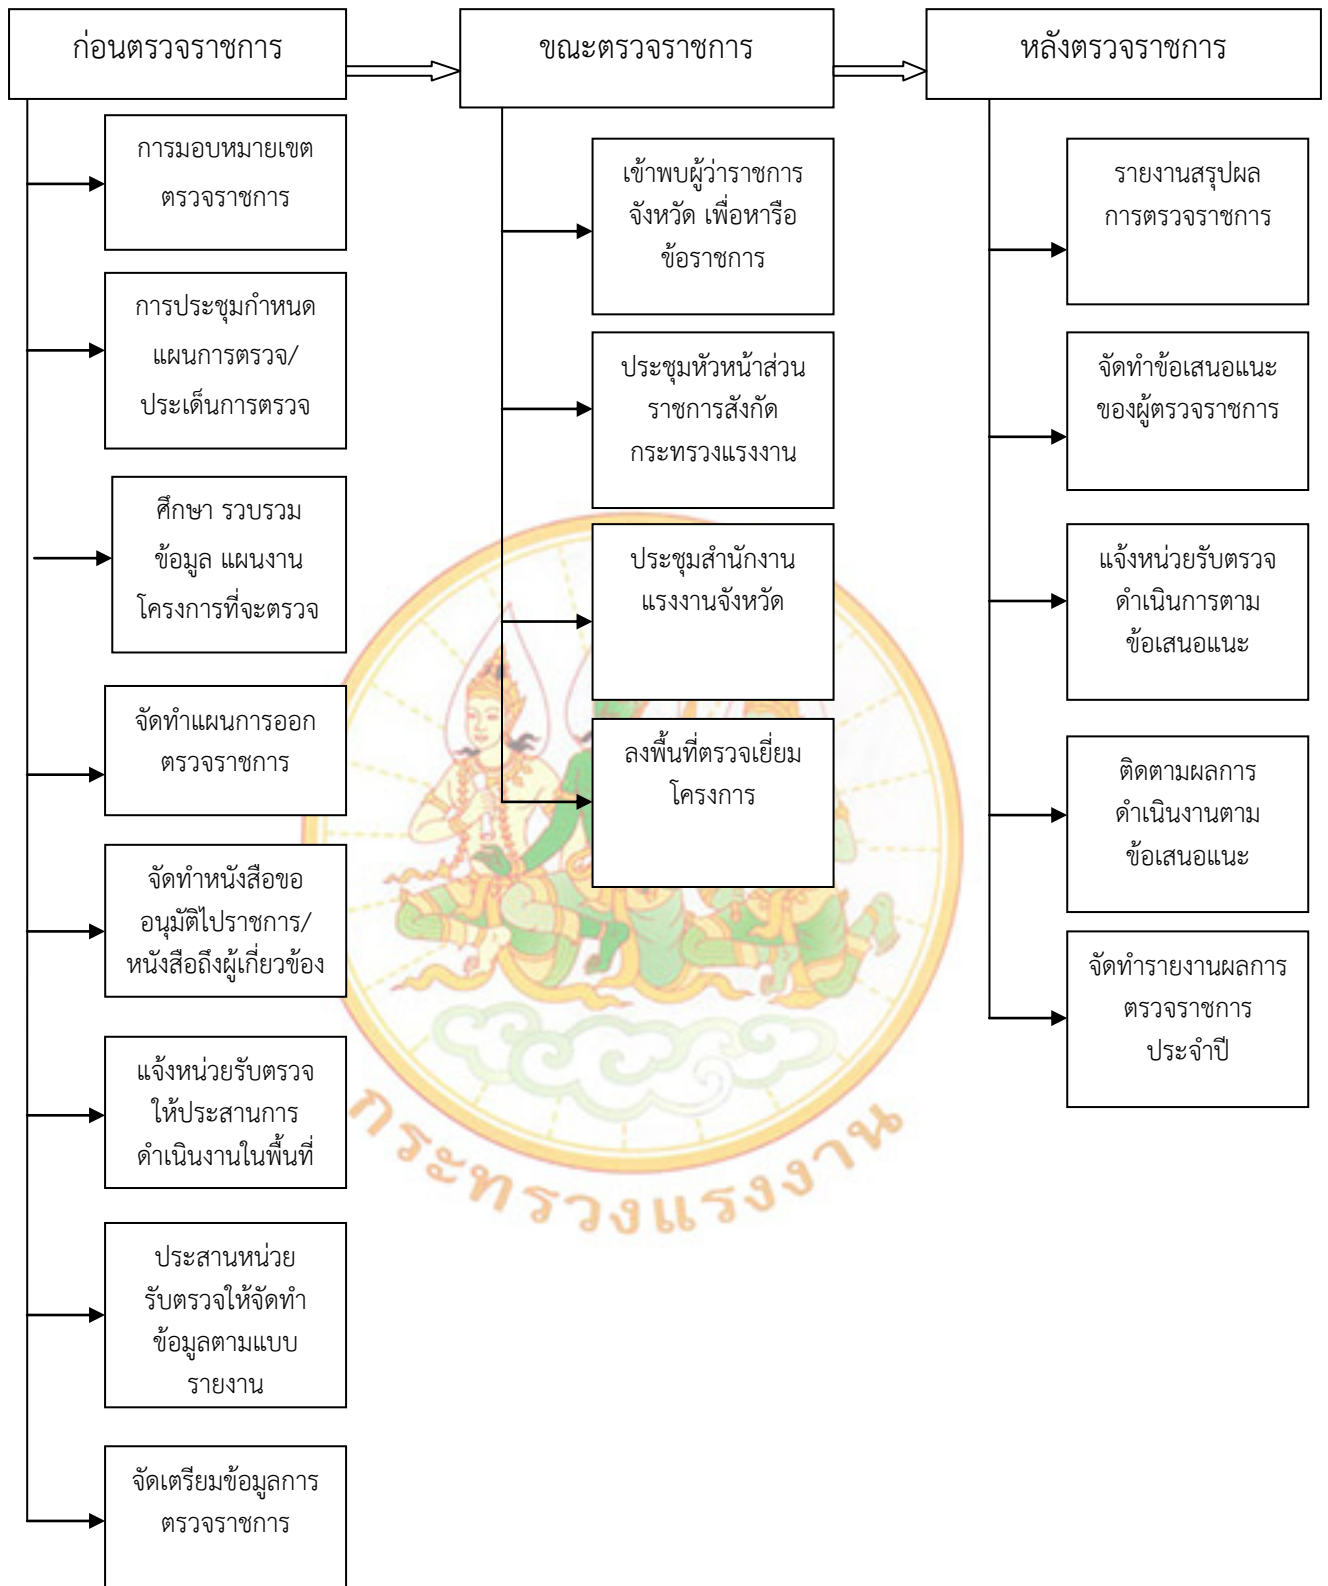 ก่อนตรวจราชการ
การมอบหมายเขต
ตรวจราชการ
การประชุมกำหนด
แผนการตรวจ/
ประเด็นการตรวจ
ศึกษา รวบรวม
ข้อมูล แผนงาน
โครงการที่จะตรวจ
จัดทำแผนการออก
ตรวจราชการ
จัดทำหนังสือขอ
อนุมัติไปราชการ/
หนังสือถึงผู้เกี่ยวข้อง
แจ้งหน่วยรับตรวจ
ให้ประสานการ
ดำเนินงานในพื้นที่
ประสานหน่วย
รับตรวจให้จัดทำ
ข้อมูลตามแบบ
รายงาน
จัดเตรียมข้อมูลการ
ตรวจราชการ
ขณะตรวจราชการ
เข้าพบผู้ว่าราชการ
จังหวัด เพื่อหารือ
ข้อราชการ
ประชุมหัวหน้าส่วน
ราชการสังกัด
กระทรวงแรงงาน
ประชุมสำนักงาน
แรงงานจังหวัด
ลงพื้นที่ตรวจเยี่ยม
โครงการ
หลังตรวจราชการ
รายงานสรุปผล
การตรวจราชการ
จัดทำข้อเสนอแนะ
ของผู้ตรวจราชการ
แจ้งหน่วยรับตรวจ
ดำเนินการตาม
ข้อเสนอแนะ
ติดตามผลการ
ดำเนินงานตาม
ข้อเสนอแนะ
จัดทำรายงานผลการ
ตรวจราชการ
ประจำปี
กระทรวงแรงงาน